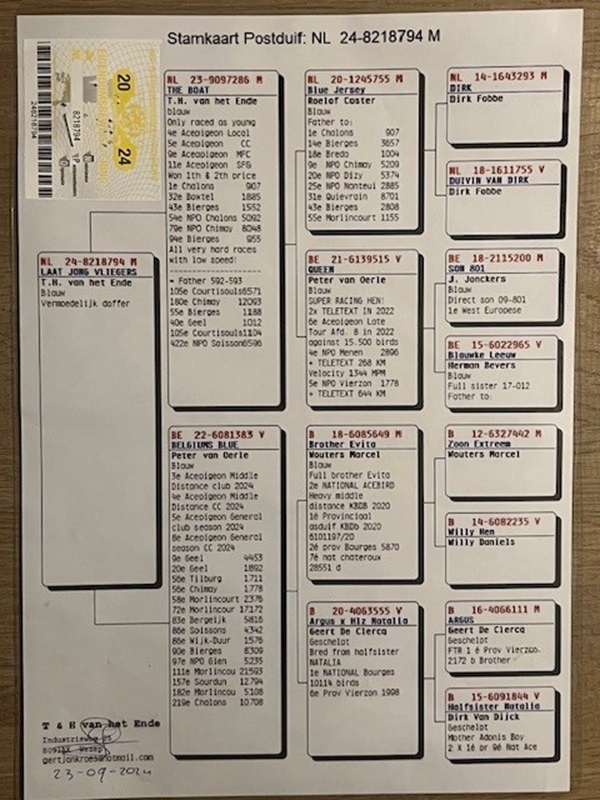 Stamkaart Postduif: NL 24-8218794 M
20
24
8218794
248218794
NL 24-8218794 M
LAAT JONG VLIEGERS
T.H. van het Ende
Blauw
Vermoedelijk doffer
NL 23-9097286 M
THE BOAT
T.H. van het Ende
blauw
Only raced as young
4e Acepigeon Local
5e Acepigeon CC
9e Acepigeon MFC
11e Acepigeon SFG
Won 1th & 2th price
1e Chalons 907
32e Boxtel 1885
43e Bierges 1552
54e NPO Chalons 5092
79e NPO Chimay 8048
94e Bierges 955
All very hard races
with low speed!
--------------------
= Father 592-593
105e Courtisouls6571
180e Chimay 12093
55e Bierges 1188
40e Geel 1012
105e Courtisouls1104
422e NPO Soisson6596
BE 22-6081383 V
BELGIUMS BLUE
Peter van Oerle
Blauw
3e Acepigeon Middle
Distance club 2024
4e Acepigeon Middle
Distance CC 2024
5e Acepigeon General
club season 2024
8e Acepigeon General
season CC 2024
9e Geel 4453
20e Geel 1892
56e Tilburg 1711
56e Chimay 1778
58e Morlincourt 2376
72e Morlincour 17172
83e Bergeijk 5816
86e Soissons 4342
86e Wijk-Duur 1576
90e Bierges 8309
97e NPO Gien 5235
111e Morlincou 21593
157e Sourdun 12794
182e Morlincou 5108
219e Chalons 10708
NL 20-1245755 M
Blue Jersey
Roelof Coster
Blauw
Father to:
1e Chalons 907
14e Bierges 3657
18e Breda 1004
9e NPO Chimay 5209
20e NPO Dizy 5374
25e NPO Nanteui 2885
31e Quievrain 8701
43e Bierges 2808
55e Morlincourt 1155
BE 21-6139515 V
QUEEN
Peter van Oerle
Blauw
SUPER RACING HEN!
2x TELETEXT IN 2022
6e Acepigeon Late
Tour Afd. 8 in 2022
against 15.500 birds
4e NPO Menen 2896
+ TELETEXT 268 KM
Velocity 1344 MPM
5e NPO Vierzon 1778
+ TELETEXT 644 KM
B 18-6085649 M
Brother Evita
Wouters Marcel
Blauw
Full brother Evita
2e NATIONAL ACEBIRD
Heavy middle
distance KBDB 2020
1é Provinciaal
asduif KBDb 2020
6101197/20
2é prov Bourges 5870
7é nat chateroux
28551 d
B 20-4063555 V
Argus x Hlz Natalia
Geert De Clercq
Geschelpt
Bred from halfsister
NATALIA
1e NATIONAL Bourges
10114 birds
6e Prov Vierzon 1998
NL 14-1643293 M
DIRK
Dirk Fobbe
NL 18-1611755 V
DUIVIN VAN DIRK
Dirk Fobbe
BE 18-2115200 M
SON 801
J. Jonckers
Blauw
Direct son 09-801
1e West Europese
BE 15-6022965 V
Blouwke Leeuw
Herman Bevers
Blauw
Full sister 17-012
Father to:
B 12-6327442 M
Zoon Extreem
Wouters Marcel
B 14-6082235 V
Willy Hen
Willy Daniels
B 16-4066111 M
ARGUS
Geert De Clercq
Geschelpt
FTR 1 é Prov Vierzon
2172 b Brother
B 15-6091844 V
Halfsister Natalia
Dirk Van Dijck
Geschelpt
Mother Adonis Boy
2 X 1é pr 9é Nat Ace
T & H van het Ende
Industrieweg
gertjankroes@hotmail.com
23-09-2024